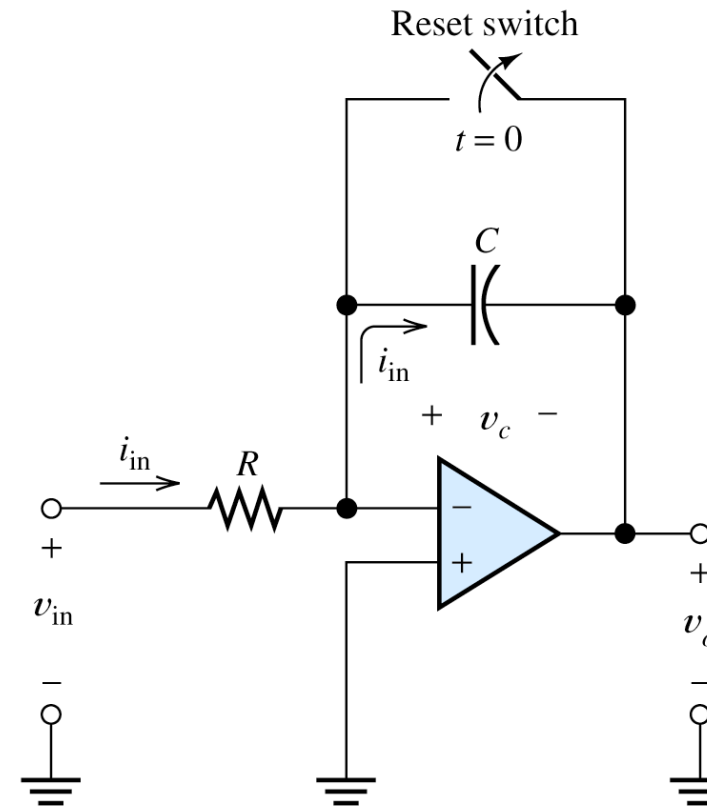 Reset switch
t = 0
C
i_in
+ v_c −
i_in
R
−
+
+
v_in
−
+
−